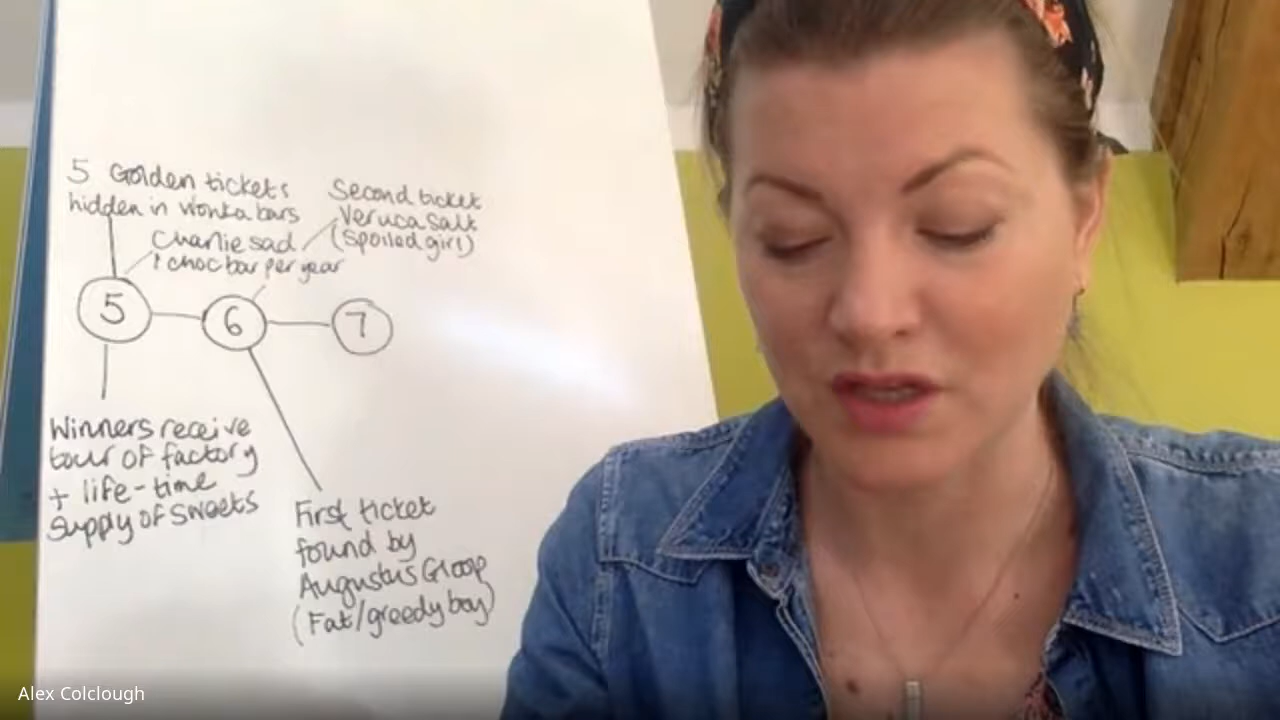 5 Golden tickets
hidden in Wonka bars
Charlie sad
1 choc bar per year
Second ticket
Veruca Salt
(Spoiled girl)
5
6
7
Winners receive
tour of factory
+ life-time
supply of sweets
First ticket
found by
Augustus Gloop
(Fat/greedy boy)
Alex Colclough